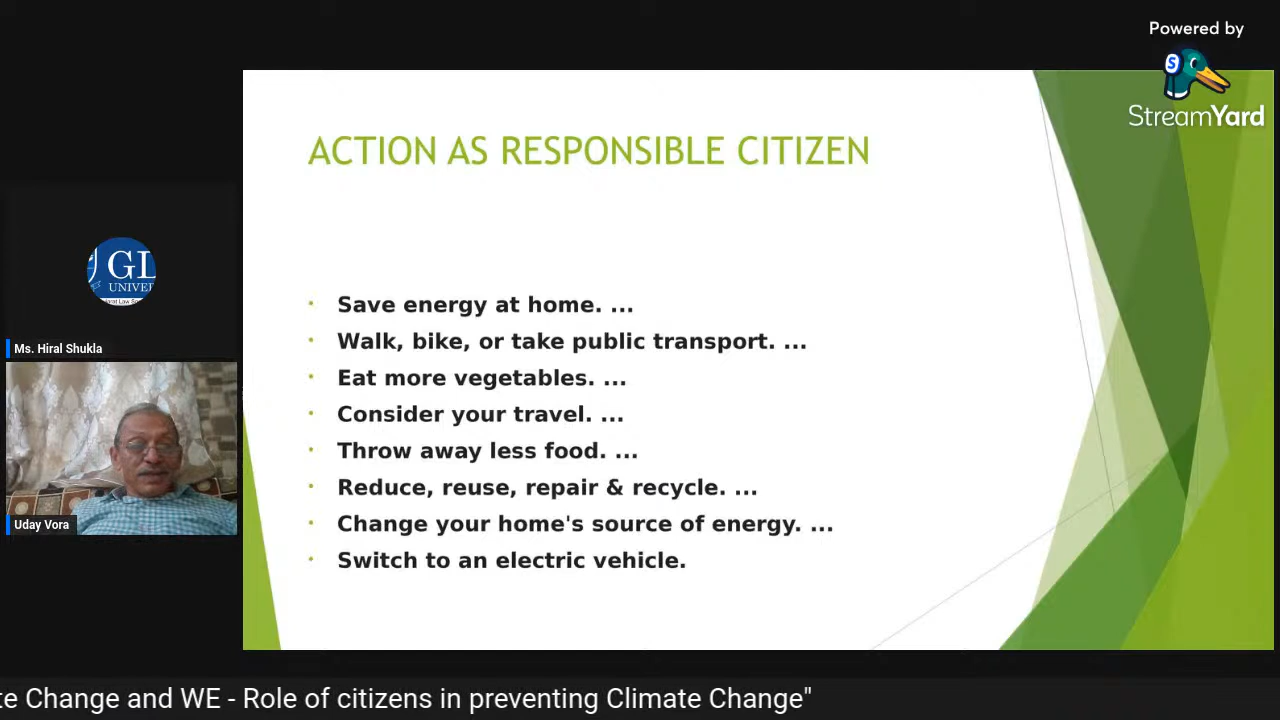 Powered by
StreamYard
ACTION AS RESPONSIBLE CITIZEN
Save energy at home. ...
Walk, bike, or take public transport. ...
Eat more vegetables. ...
Consider your travel. ...
Throw away less food. ...
Reduce, reuse, repair & recycle. ...
Change your home's source of energy. ...
Switch to an electric vehicle.
GL
UNIVER
Ms. Hiral Shukla
Uday Vora
te Change and WE - Role of citizens in preventing Climate Change"